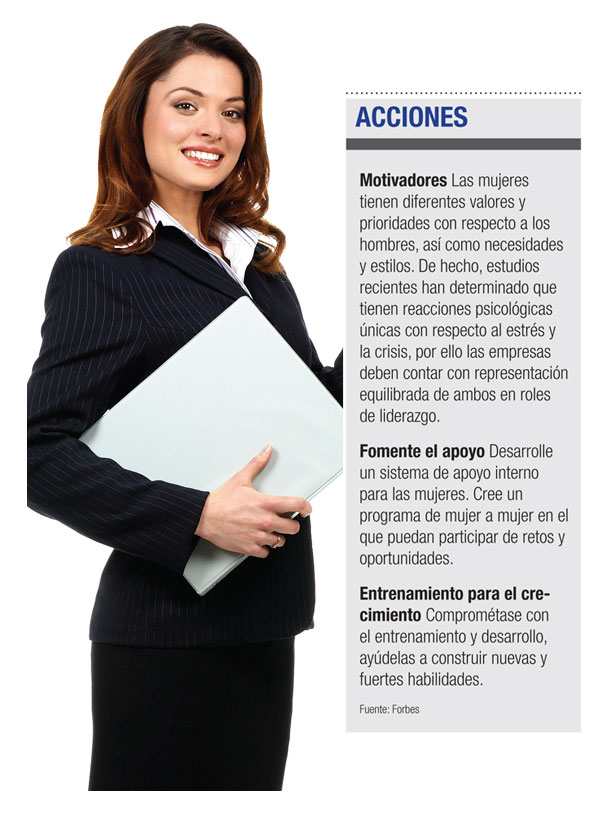 ACCIONES
Motivadores Las mujeres
tienen diferentes valores y
prioridades con respecto a los
hombres, así como necesidades
y estilos. De hecho, estudios
recientes han determinado que
tienen reacciones psicológicas
únicas con respecto al estrés y
la crisis, por ello las empresas
deben contar con representación
equilibrada de ambos en roles
de liderazgo.
Fomente el apoyo Desarrolle
un sistema de apoyo interno
para las mujeres. Cree un
programa de mujer a mujer en el
que puedan participar de retos y
oportunidades.
Entrenamiento para el cre-
cimiento Comprométase con
el entrenamiento y desarrollo,
ayúdelas a construir nuevas y
fuertes habilidades.
Fuente: Forbes